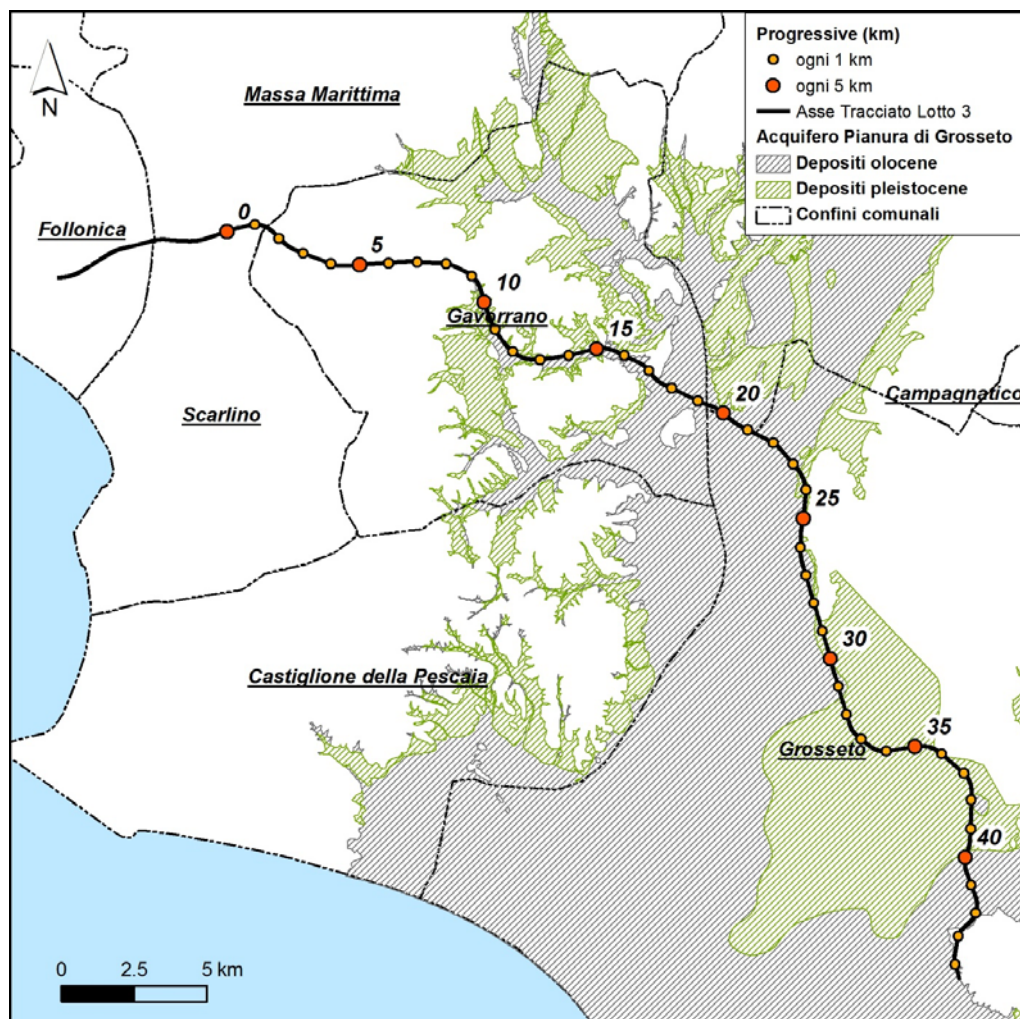 Progressive (km)
ogni 1 km
ogni 5 km
Asse Tracciato Lotto 3
Acquifero Pianura di Grosseto
Depositi olocene
Depositi pleistocene
Confini comunali
N
Massa Marittima
Follonica
0
5
10
Gavorrano
15
Scarlino
20
Campagnatico
25
30
Castiglione della Pescaia
35
Grosseto
40
0 2.5 5 km